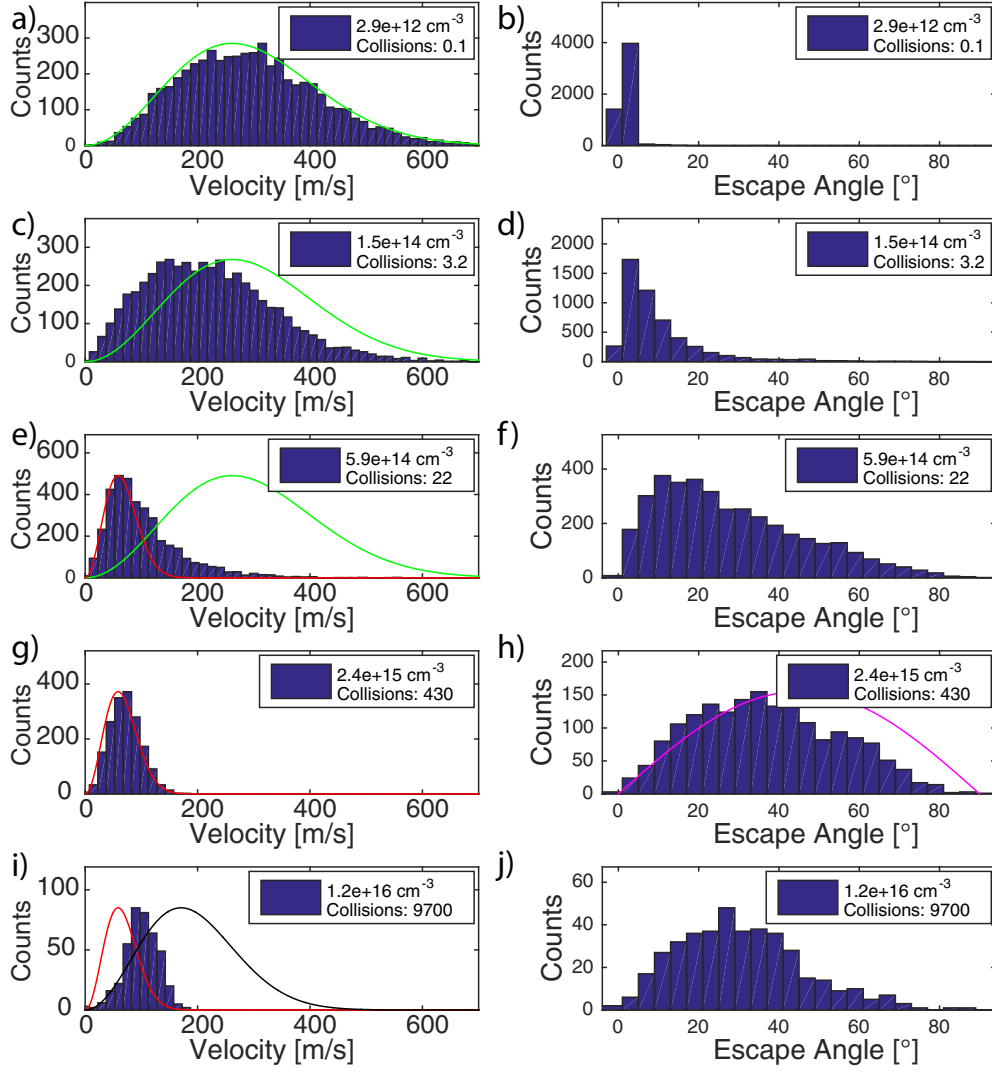 a)
300
200
100
0
Counts
0 200 400 600
Velocity [m/s]
2.9e+12 cm⁻³
Collisions: 0.1
b)
4000
2000
0
Counts
0 20 40 60 80
Escape Angle [°]
2.9e+12 cm⁻³
Collisions: 0.1
c)
300
200
100
0
Counts
0 200 400 600
Velocity [m/s]
1.5e+14 cm⁻³
Collisions: 3.2
d)
2000
1500
1000
500
0
Counts
0 20 40 60 80
Escape Angle [°]
1.5e+14 cm⁻³
Collisions: 3.2
e)
600
400
200
0
Counts
0 200 400 600
Velocity [m/s]
5.9e+14 cm⁻³
Collisions: 22
f)
400
200
0
Counts
0 20 40 60 80
Escape Angle [°]
5.9e+14 cm⁻³
Collisions: 22
g)
400
200
0
Counts
0 200 400 600
Velocity [m/s]
2.4e+15 cm⁻³
Collisions: 430
h)
200
150
100
50
0
Counts
0 20 40 60 80
Escape Angle [°]
2.4e+15 cm⁻³
Collisions: 430
i)
100
50
0
Counts
0 200 400 600
Velocity [m/s]
1.2e+16 cm⁻³
Collisions: 9700
j)
60
40
20
0
Counts
0 20 40 60 80
Escape Angle [°]
1.2e+16 cm⁻³
Collisions: 9700